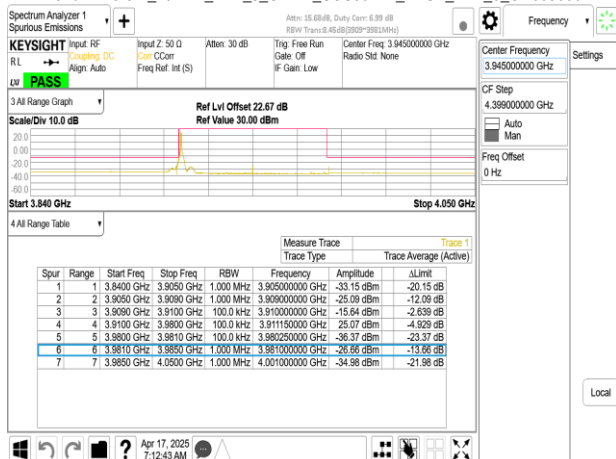 Spectrum Analyzer 1
Spurious Emissions
Attn: 15.68dB, Duty Corr: 6.99 dB
RBW Trans:8.45dB(3909~3981MHz)
Frequency
Settings
KEYSIGHT
RL
LXI
PASS
Input: RF
Coupling: DC
Align: Auto
Input Z: 50 Ω
Corr CCorr
Freq Ref: Int (S)
Atten: 30 dB
Trig: Free Run
Gate: Off
IF Gain: Low
Center Freq: 3.945000000 GHz
Radio Std: None
Center Frequency
3.945000000 GHz
CF Step
4.399000000 GHz
Auto
Man
Freq Offset
0 Hz
3 All Range Graph
Scale/Div 10.0 dB
Ref Lvl Offset 22.67 dB
Ref Value 30.00 dBm
20.0
0.00
-20.0
-40.0
-60.0
Start 3.840 GHz
Stop 4.050 GHz
4 All Range Table
Measure Trace Trace 1
Trace Type Trace Average (Active)
Spur Range Start Freq Stop Freq RBW Frequency Amplitude ΔLimit
1 1 3.8400 GHz 3.9050 GHz 1.000 MHz 3.905000000 GHz -33.15 dBm -20.15 dB
2 2 3.9050 GHz 3.9090 GHz 1.000 MHz 3.909000000 GHz -25.09 dBm -12.09 dB
3 3 3.9090 GHz 3.9100 GHz 100.0 kHz 3.910000000 GHz -15.64 dBm -2.639 dB
4 4 3.9100 GHz 3.9800 GHz 100.0 kHz 3.911150000 GHz 25.07 dBm -4.929 dB
5 5 3.9800 GHz 3.9810 GHz 100.0 kHz 3.980250000 GHz -36.37 dBm -23.37 dB
6 6 3.9810 GHz 3.9850 GHz 1.000 MHz 3.981000000 GHz -26.66 dBm -13.66 dB
7 7 3.9850 GHz 4.0500 GHz 1.000 MHz 4.001000000 GHz -34.98 dBm -21.98 dB
Local
Apr 17, 2025
7:12:43 AM